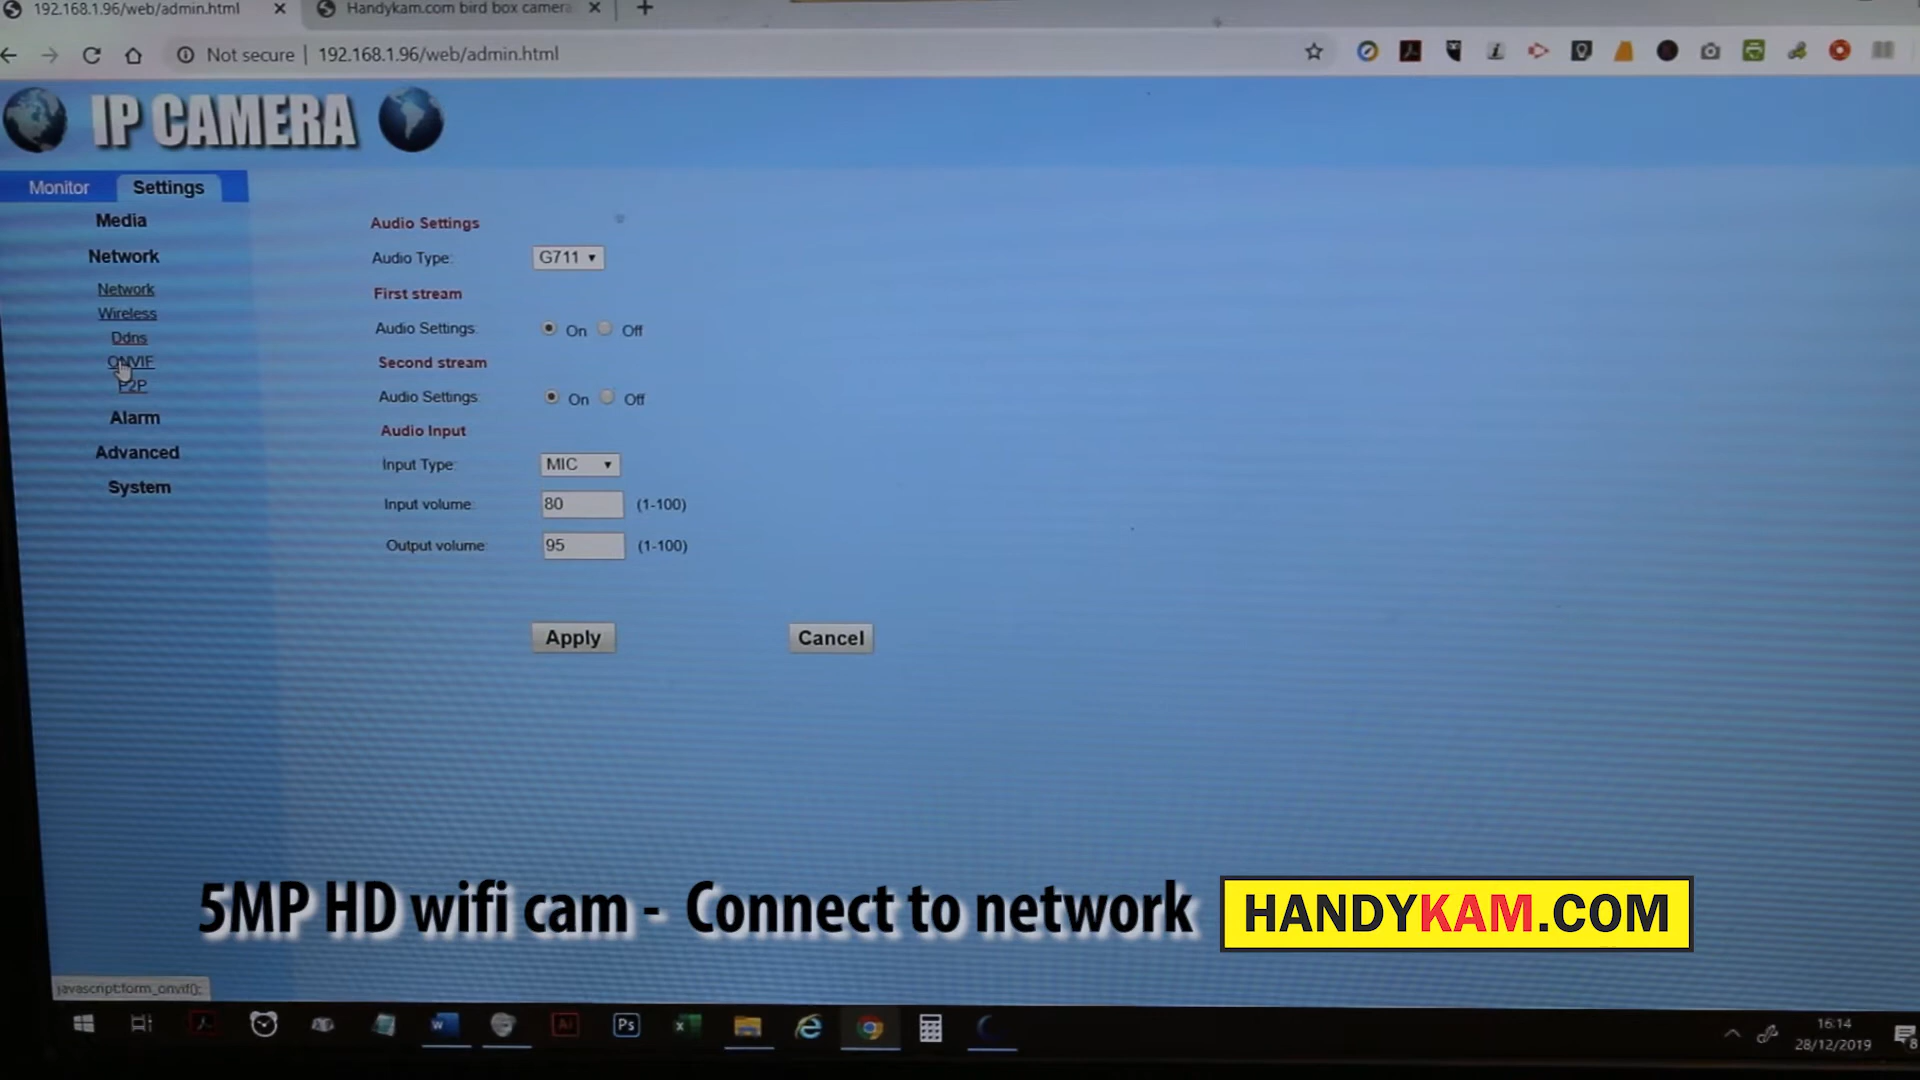 192.168.1.96/web/admin.html
Handykam.com bird box camera
Not secure | 192.168.1.96/web/admin.html
IP CAMERA
Monitor Settings
Media
Network
Network
Wireless
Ddns
ONVIF
P2P
Alarm
Advanced
System
Audio Settings
Audio Type: G711
First stream
Audio Settings: On Off
Second stream
Audio Settings: On Off
Audio Input
Input Type: MIC
Input volume: 80 (1-100)
Output volume: 95 (1-100)
Apply Cancel
5MP HD wifi cam - Connect to network HANDYKAM.COM
javascript:form_onvif();
Ai Ps
16:14
28/12/2019
8